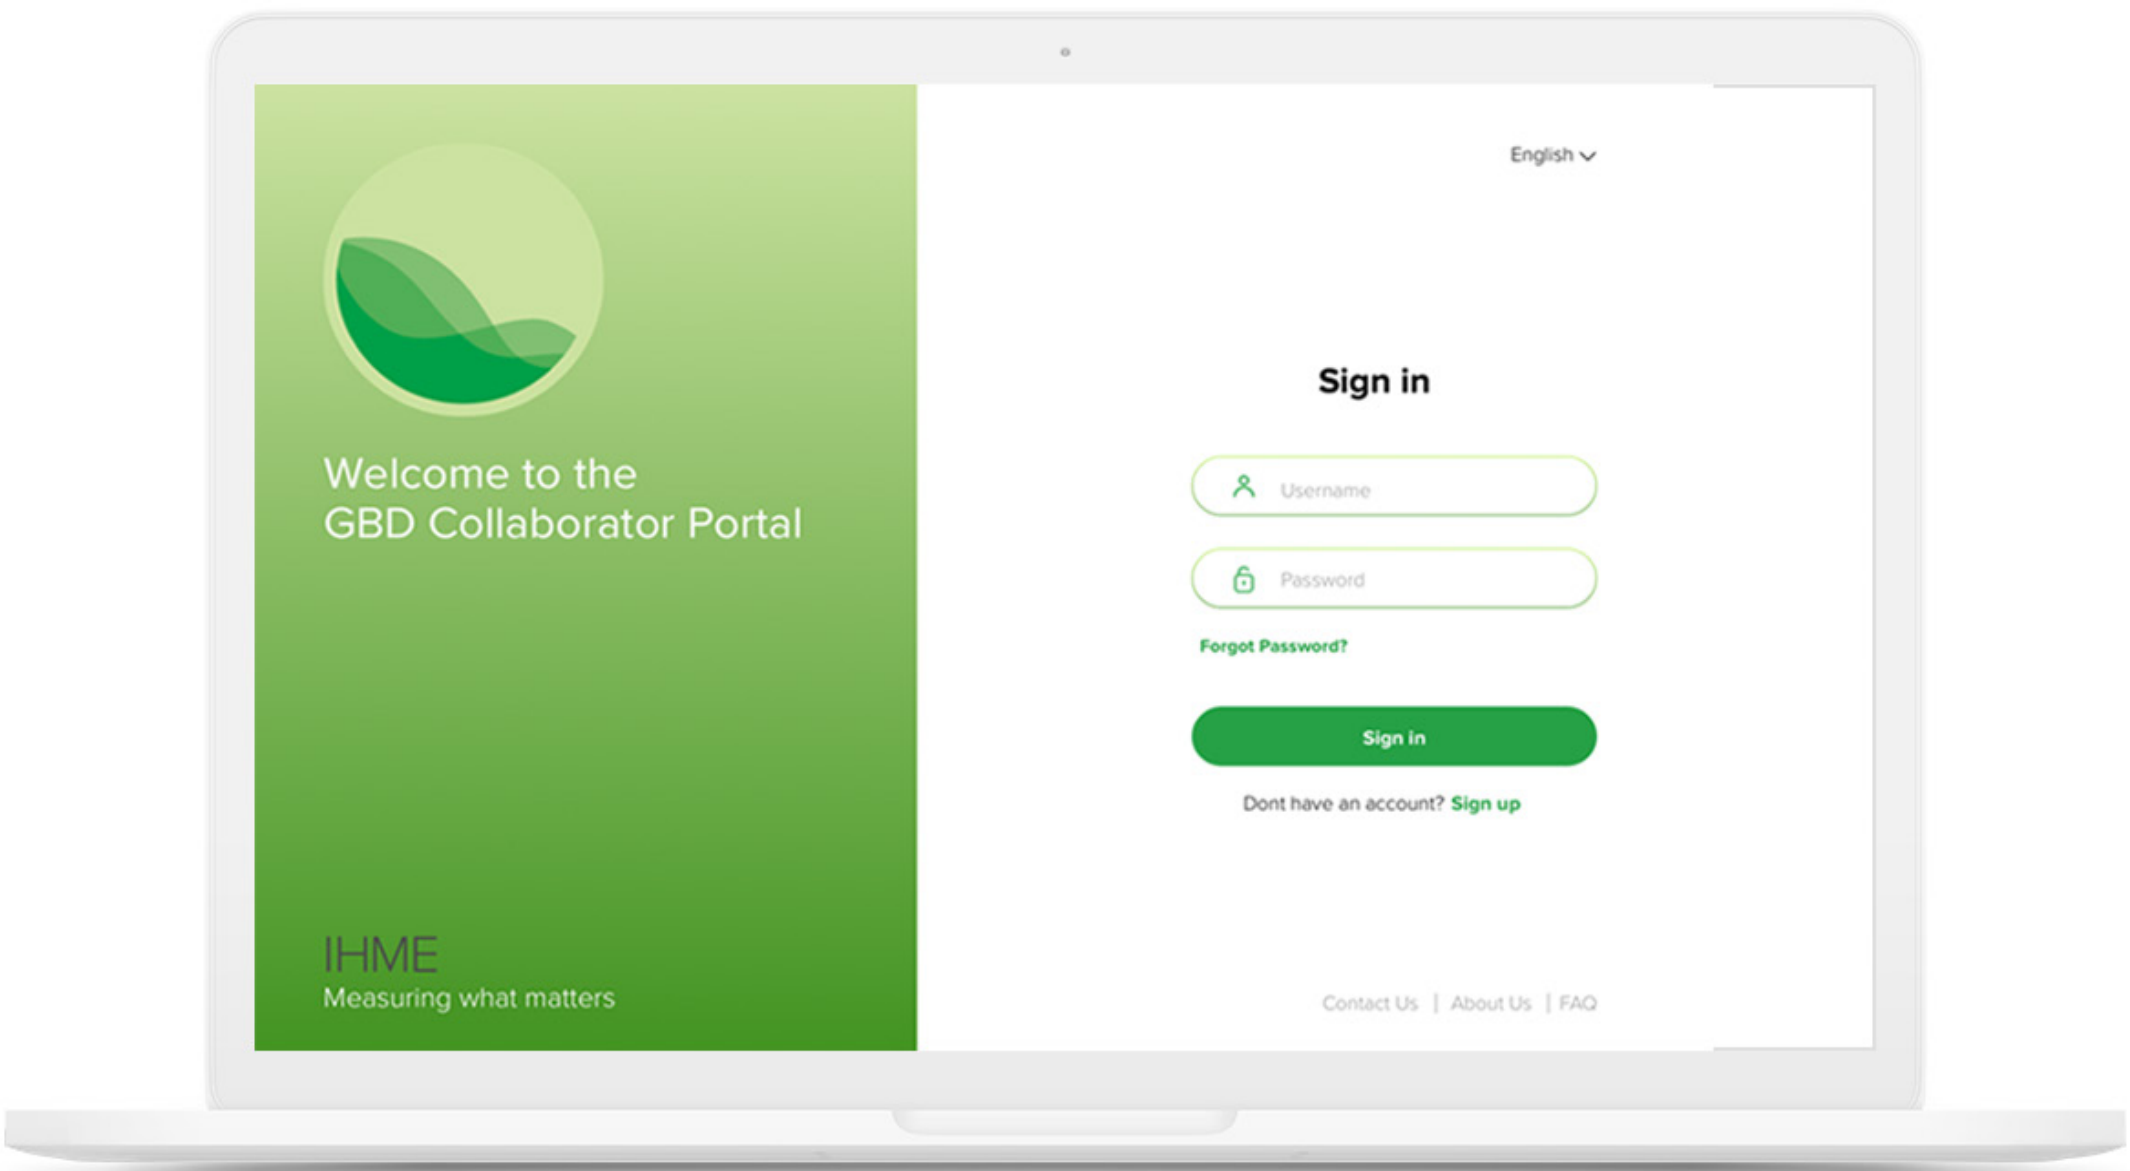 English
Welcome to the
GBD Collaborator Portal
Sign in
Username
Password
Forgot Password?
Sign in
Dont have an account? Sign up
IHME
Measuring what matters
Contact Us | About Us | FAQ